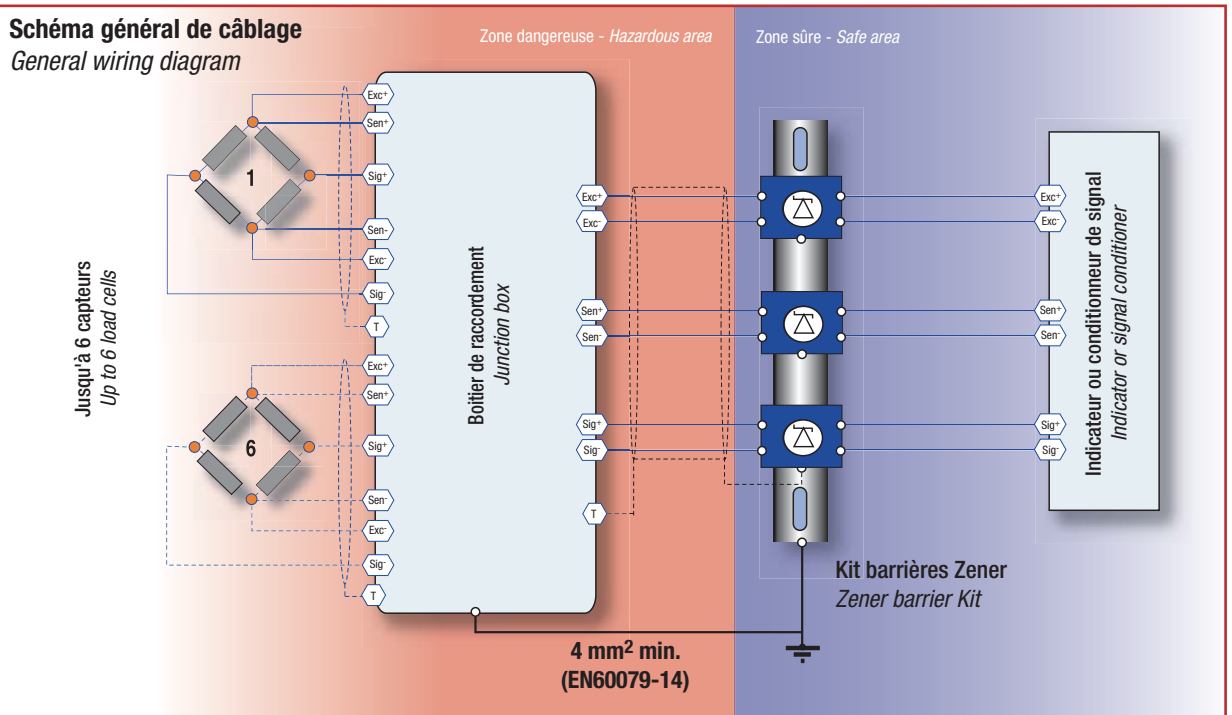 Schéma général de câblage
General wiring diagram
Zone dangereuse - Hazardous area
Zone sûre - Safe area
Jusqu'à 6 capteurs
Up to 6 load cells
1
Exc+
Sen+
Sig+
Sen-
Exc-
Sig-
T
6
Exc+
Sen+
Sig+
Sen-
Exc-
Sig-
T
Boitier de raccordement
Junction box
Exc+
Exc-
Sen+
Sen-
Sig+
Sig-
T
Kit barrières Zener
Zener barrier Kit
4 mm² min.
(EN60079-14)
Exc+
Exc-
Sen+
Sen-
Sig+
Sig-
Indicateur ou conditionneur de signal
Indicator or signal conditioner